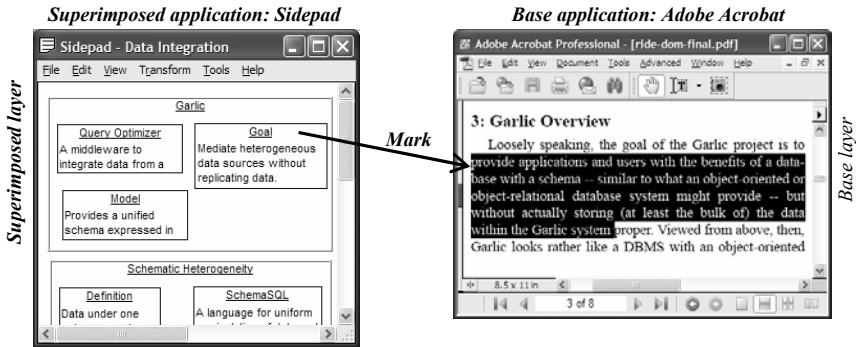 Superimposed application: Sidepad
Base application: Adobe Acrobat
Superimposed layer
Sidepad - Data Integration
File Edit View Transform Tools Help
Garlic
Query Optimizer
A middleware to
integrate data from a
Goal
Mediate heterogeneous
data sources without
replicating data.
Model
Provides a unified
schema expressed in
Schematic Heterogeneity
Definition
Data under one
SchemaSQL
A language for uniform
Mark
Adobe Acrobat Professional - [ride-dom-final.pdf]
File Edit View Document Tools Advanced Window Help
3: Garlic Overview
Loosely speaking, the goal of the Garlic project is to
provide applications and users with the benefits of a data-
base with a schema -- similar to what an object-oriented or
object-relational database system might provide -- but
without actually storing (at least the bulk of) the data
within the Garlic system proper. Viewed from above, then,
Garlic looks rather like a DBMS with an object-oriented
8.5 x 11 in
3 of 8
Base layer